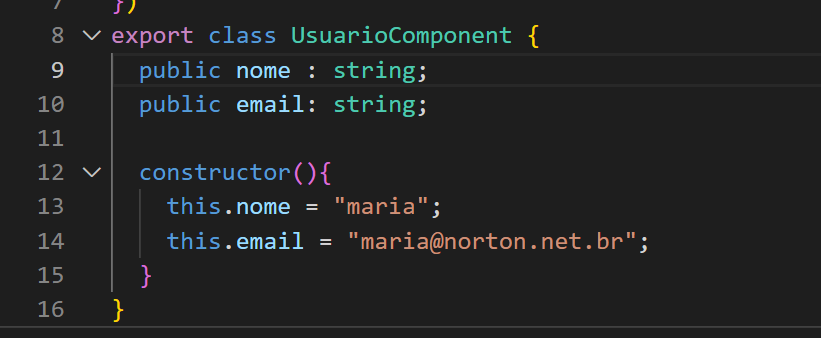 7 })
8 export class UsuarioComponent {
9 public nome : string;
10 public email: string;
11
12 constructor(){
13 this.nome = "maria";
14 this.email = "maria@norton.net.br";
15 }
16 }